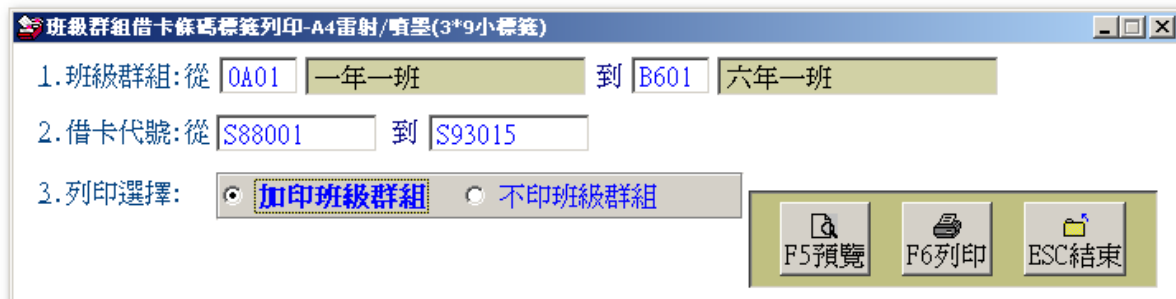 班級群組借卡條碼標籤列印-A4雷射/噴墨(3*9小標籤)
1.班級群組:從 0A01 一年一班 到 B601 六年一班
2.借卡代號:從 S88001 到 S93015
3.列印選擇: 加印班級群組 不印班級群組
F5預覽 F6列印 ESC結束